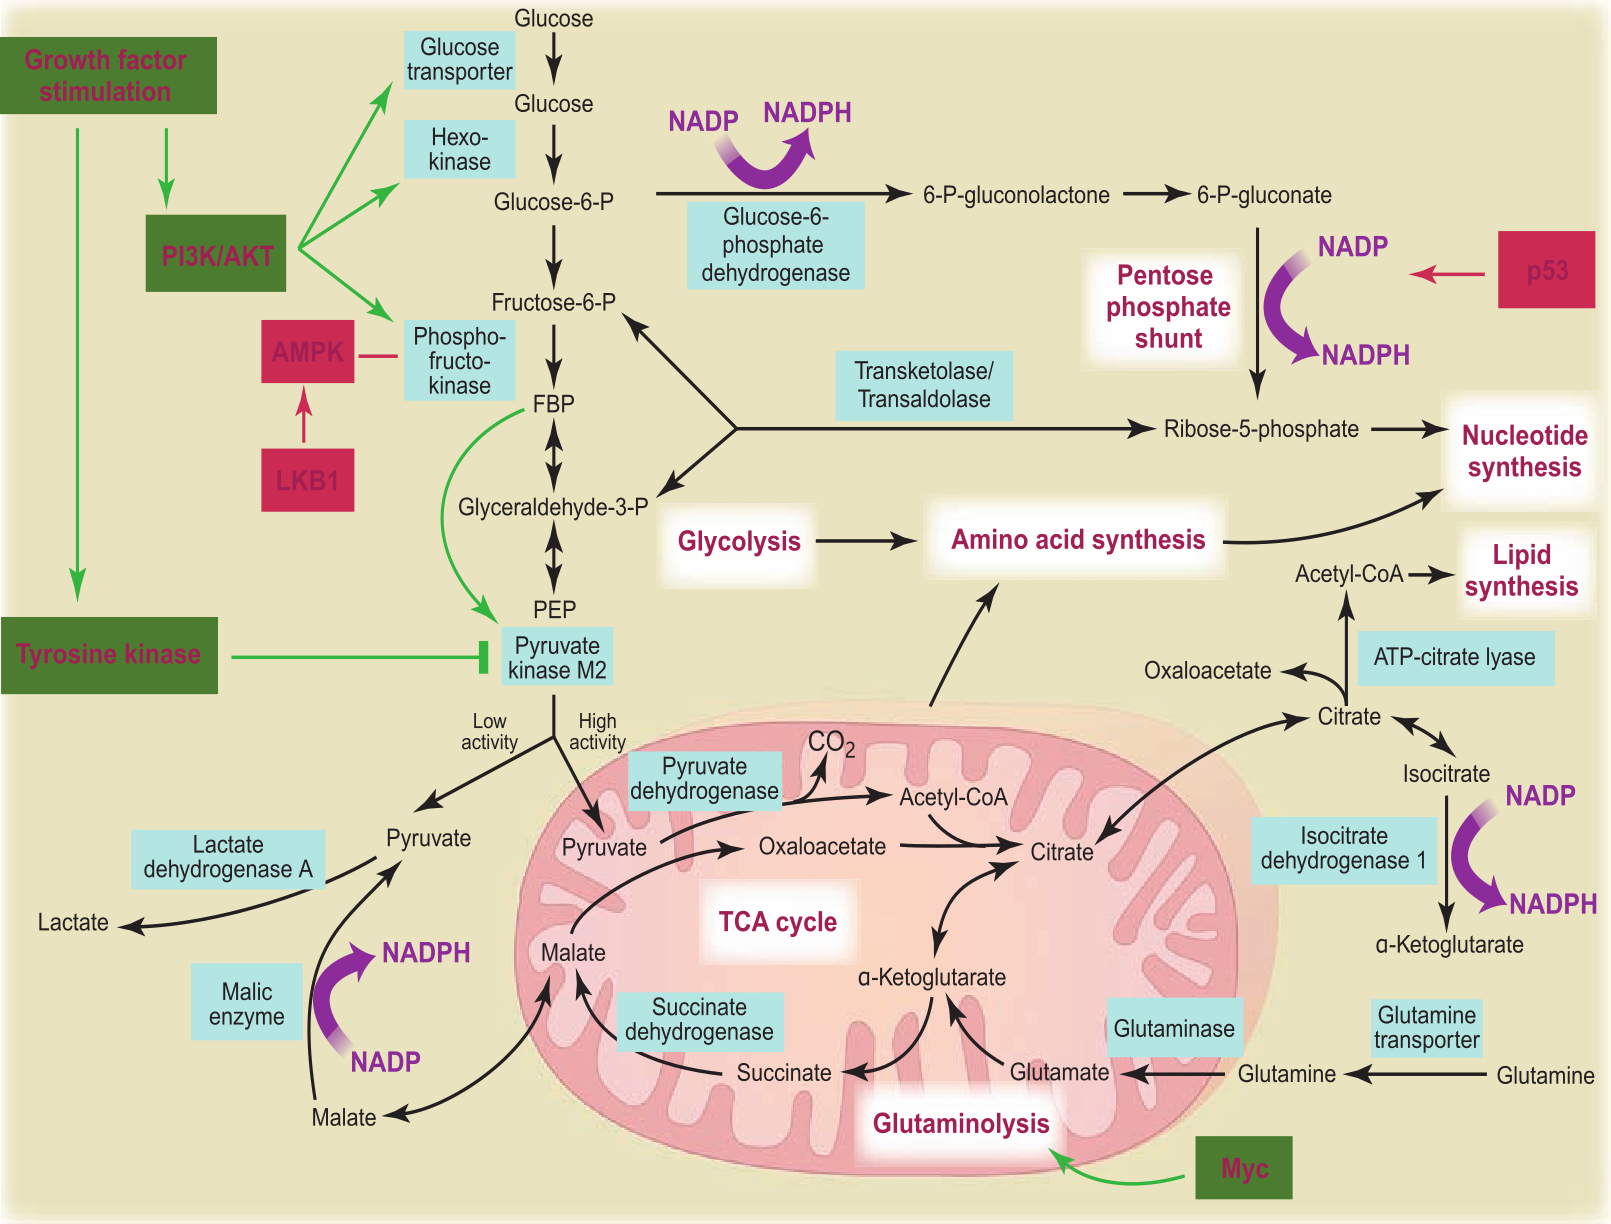 Glucose
Growth factor
stimulation
Glucose
transporter
Glucose
Hexo-
kinase
NADP
NADPH
Glucose-6-P
6-P-gluconolactone
6-P-gluconate
Glucose-6-
phosphate
dehydrogenase
PI3K/AKT
NADP
p53
Pentose
phosphate
shunt
NADPH
Fructose-6-P
AMPK
Phospho-
fructo-
kinase
Transketolase/
Transaldolase
FBP
Ribose-5-phosphate
Nucleotide
synthesis
LKB1
Glyceraldehyde-3-P
Glycolysis
Amino acid synthesis
Lipid
synthesis
Acetyl-CoA
PEP
Tyrosine kinase
Pyruvate
kinase M2
ATP-citrate lyase
Oxaloacetate
Citrate
Low
activity
High
activity
CO2
Pyruvate
dehydrogenase
Acetyl-CoA
Isocitrate
NADP
Pyruvate
Pyruvate
Oxaloacetate
Citrate
Isocitrate
dehydrogenase 1
Lactate
dehydrogenase A
NADPH
Lactate
TCA cycle
α-Ketoglutarate
NADPH
Malate
α-Ketoglutarate
Malic
enzyme
Succinate
dehydrogenase
Glutaminase
Glutamine
transporter
NADP
Succinate
Glutamate
Glutamine
Glutamine
Malate
Glutaminolysis
Myc